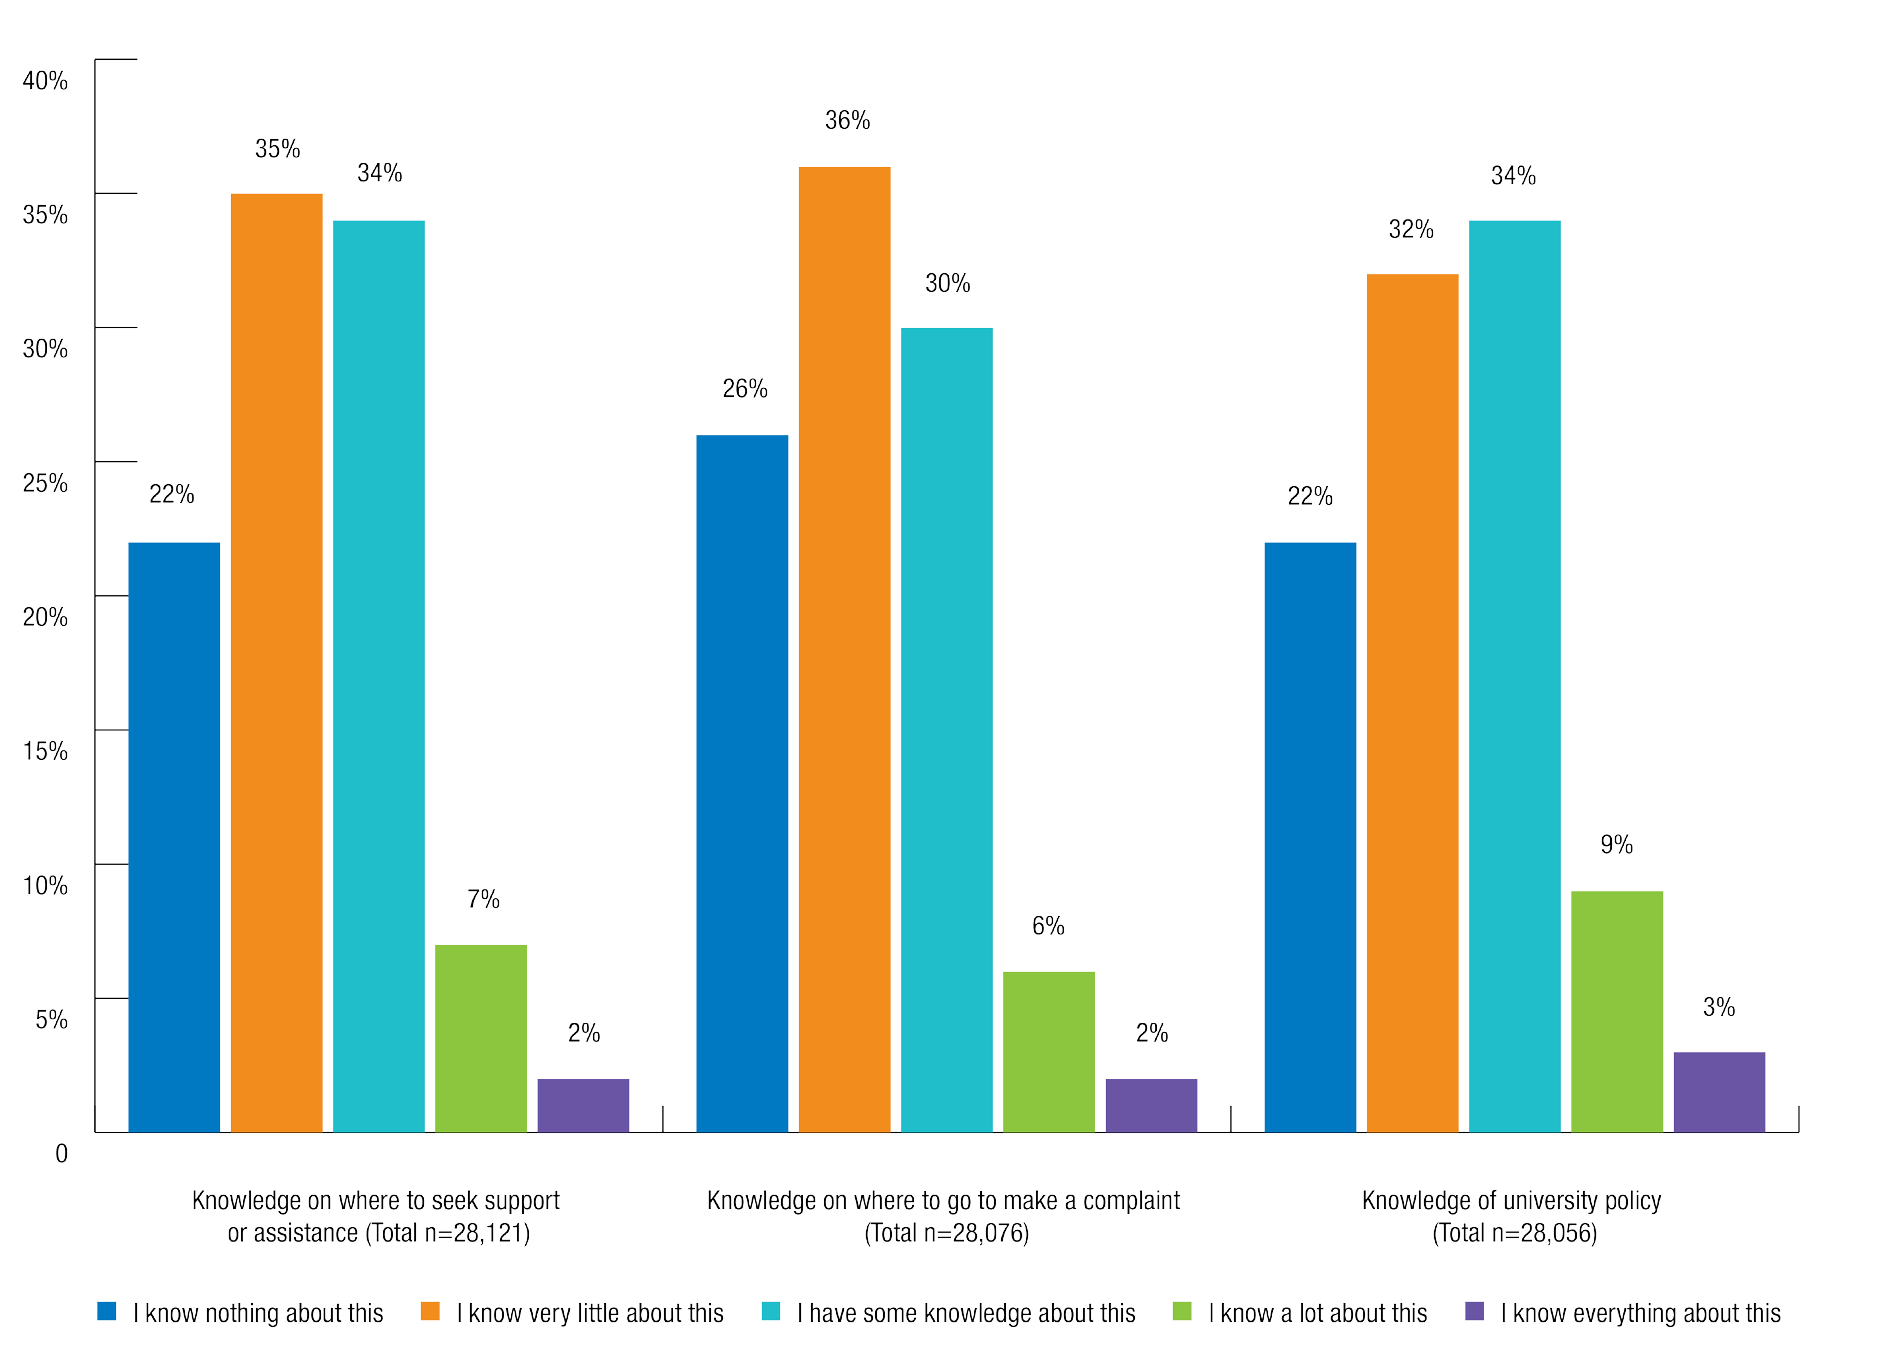 40%
35%
30%
25%
20%
15%
10%
5%
0
22%
35%
34%
7%
2%
26%
36%
30%
6%
2%
22%
32%
34%
9%
3%
Knowledge on where to seek support
or assistance (Total n=28,121)
Knowledge on where to go to make a complaint
(Total n=28,076)
Knowledge of university policy
(Total n=28,056)
I know nothing about this
I know very little about this
I have some knowledge about this
I know a lot about this
I know everything about this